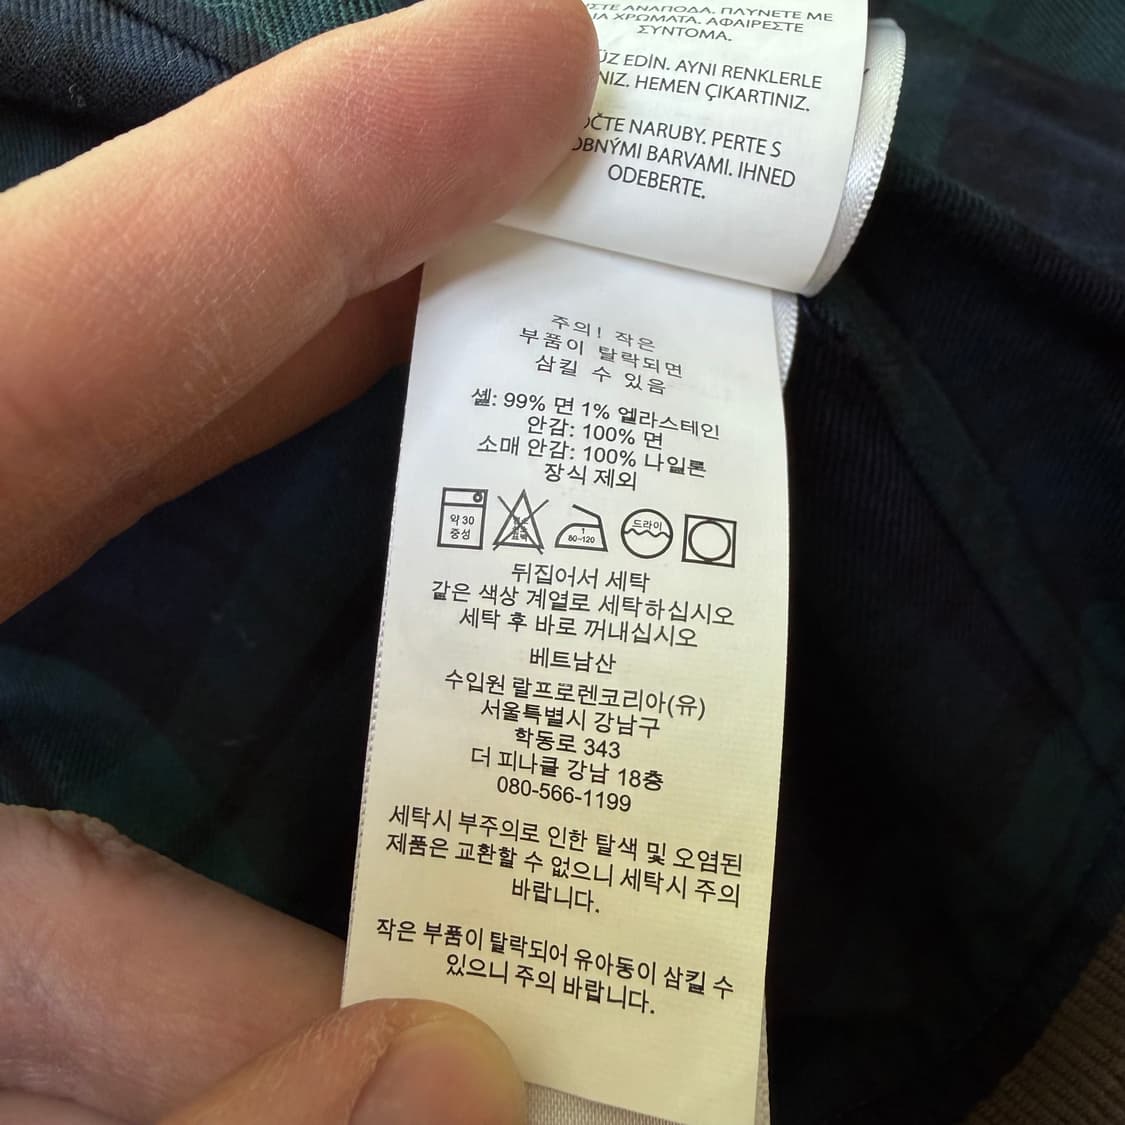 ΑΝΑΠΟΔΑ. ΠΛΥΝΕΤΕ ΜΕ
ΧΡΩΜΑΤΑ. ΑΦΑΙΡΕΣΤΕ
ΣΥΝΤΟΜΑ.
EDİN. AYNI RENKLERLE
HEMEN ÇIKARTINIZ.
NARUBY. PERTE S
BARVAMI. IHNED
ODEBERTE.
주의! 작은
부품이 탈락되면
삼킬 수 있음
셸: 99% 면 1% 엘라스테인
안감: 100% 면
소매 안감: 100% 나일론
장식 제외
약 30
중성
1
80~120
드라이
뒤집어서 세탁
같은 색상 계열로 세탁하십시오
세탁 후 바로 꺼내십시오
베트남산
수입원 랄프로렌코리아(유)
서울특별시 강남구
학동로 343
더 피나클 강남 18층
080-566-1199
세탁시 부주의로 인한 탈색 및 오염된
제품은 교환할 수 없으니 세탁시 주의
바랍니다.
작은 부품이 탈락되어 유아동이 삼킬 수
있으니 주의 바랍니다.